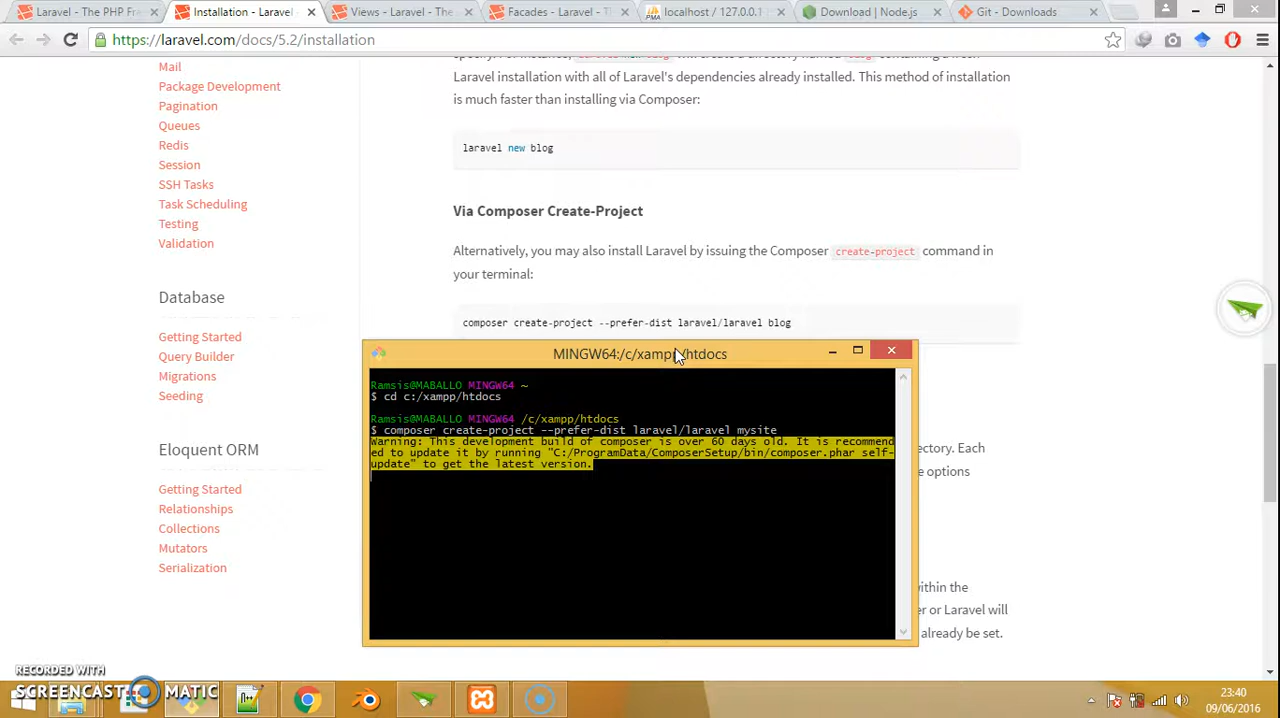 Laravel - The PHP Fra
Installation - Laravel
Views - Laravel - The
Facades - Laravel - T
localhost / 127.0.0.1
Download | Node.js
Git - Downloads
https://laravel.com/docs/5.2/installation
Mail
Package Development
Pagination
Queues
Redis
Session
SSH Tasks
Task Scheduling
Testing
Validation
Database
Getting Started
Query Builder
Migrations
Seeding
Eloquent ORM
Getting Started
Relationships
Collections
Mutators
Serialization
Laravel installation with all of Laravel's dependencies already installed. This method of installation
is much faster than installing via Composer:
laravel new blog
Via Composer Create-Project
Alternatively, you may also install Laravel by issuing the Composer create-project command in
your terminal:
composer create-project --prefer-dist laravel/laravel blog
MINGW64:/c/xampp/htdocs
Ramsis@MABALLO MINGW64 ~
$ cd c:/xampp/htdocs
Ramsis@MABALLO MINGW64 /c/xampp/htdocs
$ composer create-project --prefer-dist laravel/laravel mysite
Warning: This development build of composer is over 60 days old. It is recommend
ed to update it by running "C:/ProgramData/ComposerSetup/bin/composer.phar self-
update" to get the latest version.
ectory. Each
e options
within the
er or Laravel will
already be set.
RECORDED WITH
SCREENCAST MATIC
23:40
09/06/2016